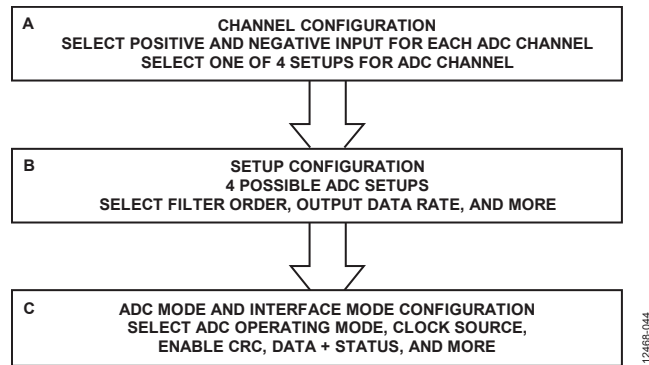 A
CHANNEL CONFIGURATION
SELECT POSITIVE AND NEGATIVE INPUT FOR EACH ADC CHANNEL
SELECT ONE OF 4 SETUPS FOR ADC CHANNEL
B
SETUP CONFIGURATION
4 POSSIBLE ADC SETUPS
SELECT FILTER ORDER, OUTPUT DATA RATE, AND MORE
C
ADC MODE AND INTERFACE MODE CONFIGURATION
SELECT ADC OPERATING MODE, CLOCK SOURCE,
ENABLE CRC, DATA + STATUS, AND MORE
12468-044